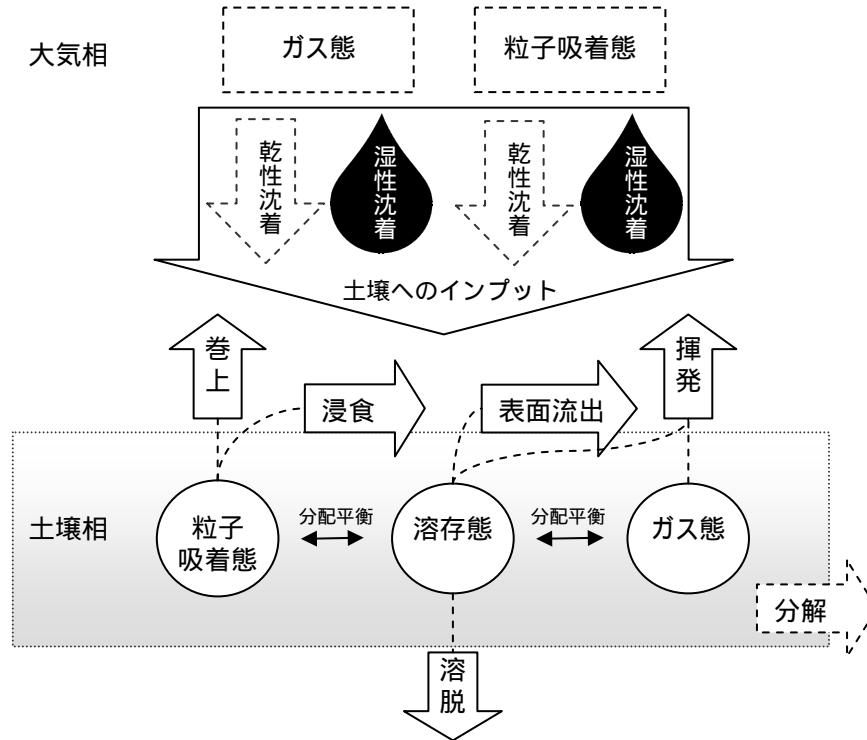 大気相
ガス態
粒子吸着態
乾性沈着
湿性沈着
乾性沈着
湿性沈着
土壌へのインプット
巻上
揮発
浸食
表面流出
土壌相
粒子
吸着態
分配平衡
溶存態
分配平衡
ガス態
分解
溶脱